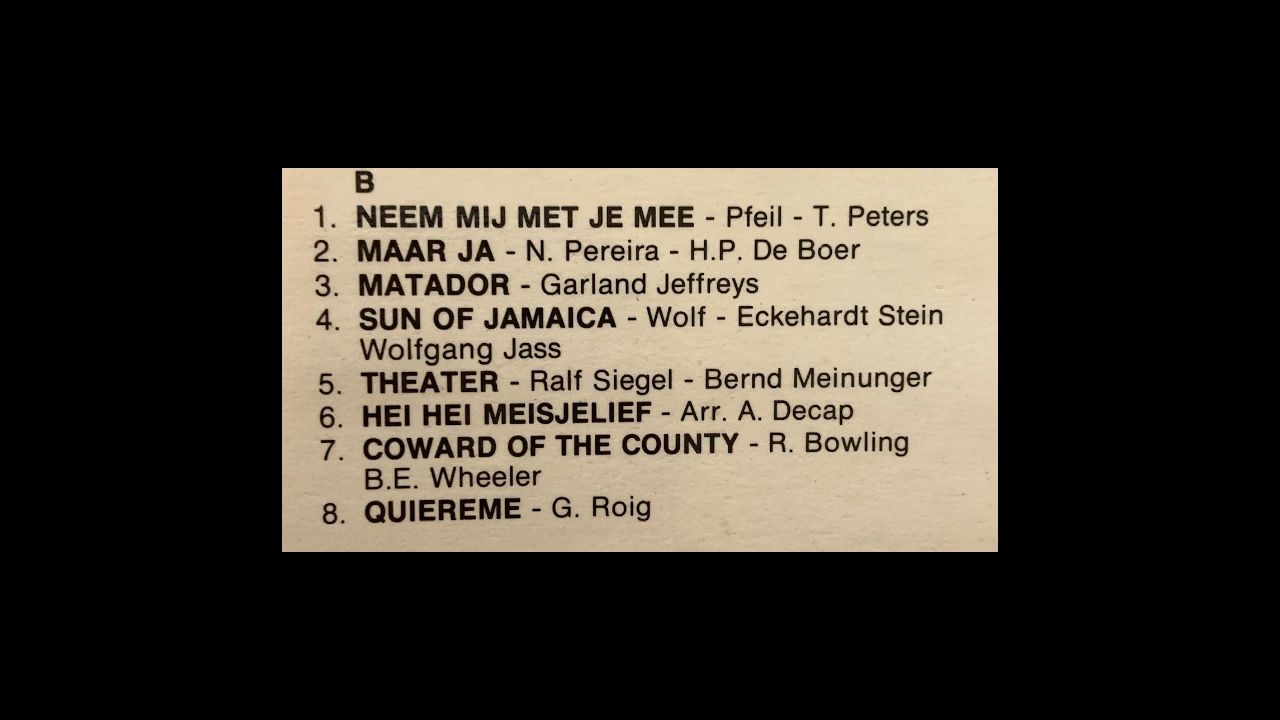 B
1. NEEM MIJ MET JE MEE - Pfeil - T. Peters
2. MAAR JA - N. Pereira - H.P. De Boer
3. MATADOR - Garland Jeffreys
4. SUN OF JAMAICA - Wolf - Eckehardt Stein
Wolfgang Jass
5. THEATER - Ralf Siegel - Bernd Meinunger
6. HEI HEI MEISJELIEF - Arr. A. Decap
7. COWARD OF THE COUNTY - R. Bowling
B.E. Wheeler
8. QUIEREME - G. Roig